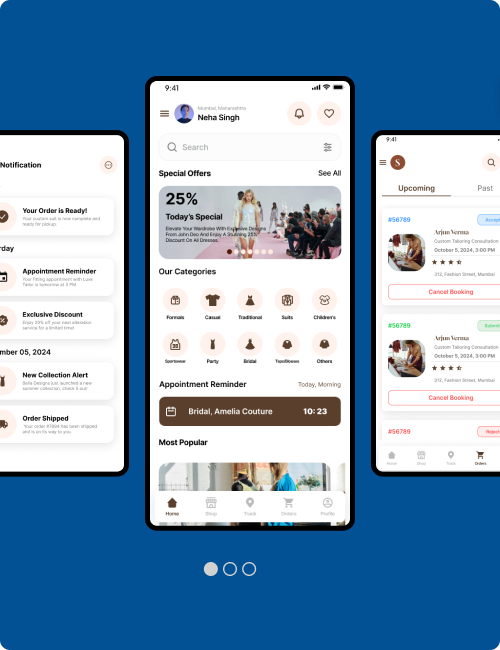 Notification
Your Order is Ready!
Your custom suit is now complete and
ready for pickup.
Appointment Reminder
Your fitting appointment with Luxe
Tailor is tomorrow at 3 PM
Exclusive Discount
Enjoy 20% off your next alteration
service for a limited time!
mber 05, 2024
New Collection Alert
Bella Designs just launched a new
summer collection, check it out!
Order Shipped
Your order #7894 has been shipped
and is on its way to you.
9:41
Mumbai, Maharashtra
Neha Singh
Search
Special Offers
See All
25%
Today's Special
Elevate Your Wardrobe With Exclusive Designs
From John Deo And Enjoy A Stunning 25%
Discount On All Dresses.
Our Categories
Formals
Casual
Traditional
Suits
Children's
Sportswear
Party
Bridal
Tops/Blouses
Others
Appointment Reminder
Today, Morning
Bridal, Amelia Couture
10: 23
Most Popular
Home
Shop
Track
Orders
Profile
9:41
S
Upcoming
Past
#56789
Accep
Arjun Verma
Custom Tailoring Consultation
October 5, 2024, 3:00 PM
212, Fashion Street, Mumbai
Cancel Booking
#56789
Submi
Arjun Verma
Custom Tailoring Consultation
October 5, 2024, 3:00 PM
212, Fashion Street, Mumbai
Cancel Booking
#56789
Reject
Home
Shop
Track
Orders